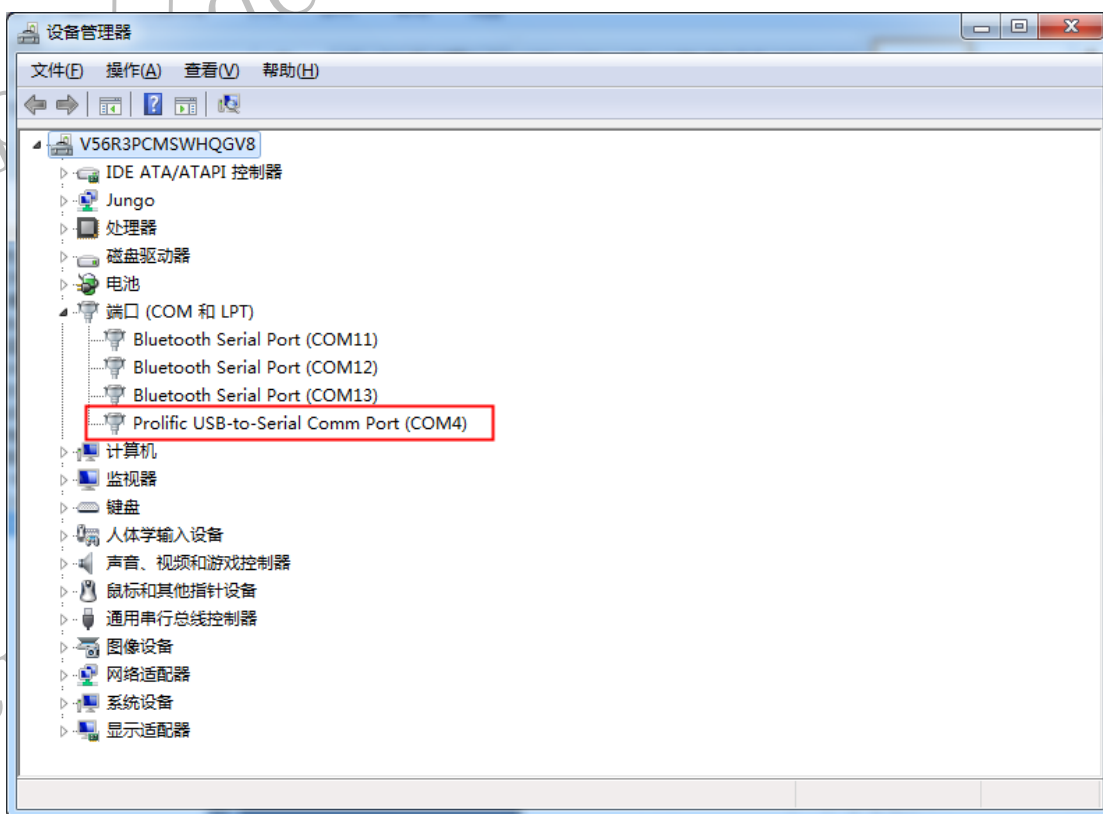 设备管理器
文件(F) 操作(A) 查看(V) 帮助(H)
V56R3PCMSWHQGV8
IDE ATA/ATAPI 控制器
Jungo
处理器
磁盘驱动器
电池
端口 (COM 和 LPT)
Bluetooth Serial Port (COM11)
Bluetooth Serial Port (COM12)
Bluetooth Serial Port (COM13)
Prolific USB-to-Serial Comm Port (COM4)
计算机
监视器
键盘
人体学输入设备
声音、视频和游戏控制器
鼠标和其他指针设备
通用串行总线控制器
图像设备
网络适配器
系统设备
显示适配器